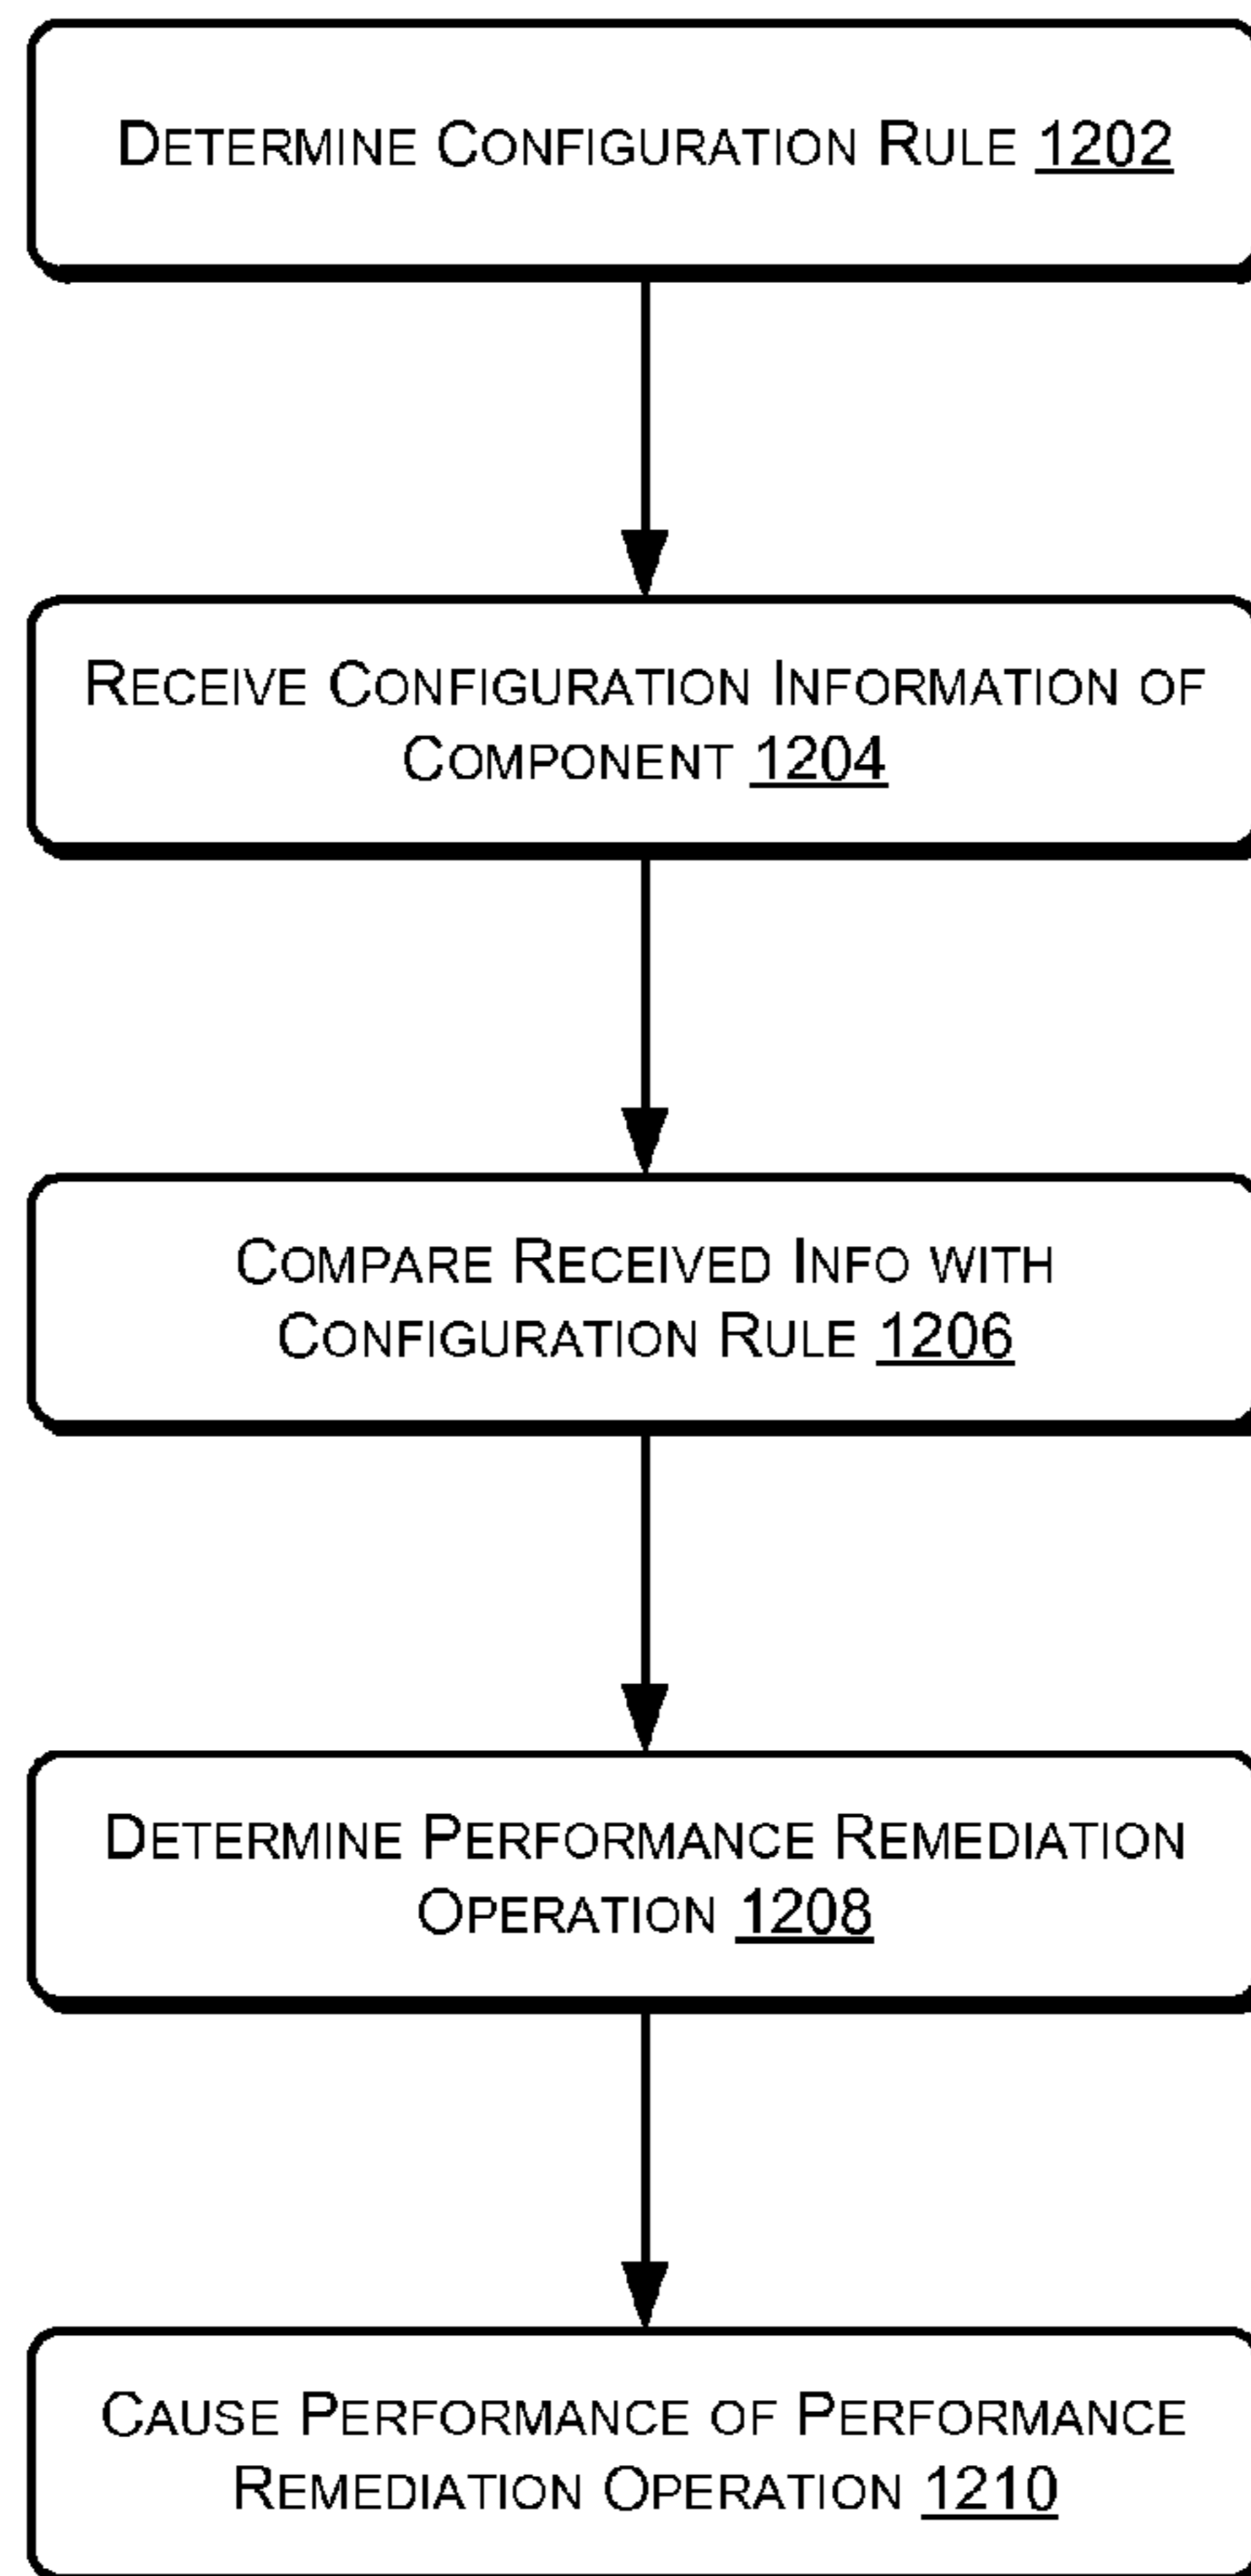 DETERMINE CONFIGURATION RULE 1202
RECEIVE CONFIGURATION INFORMATION OF
COMPONENT 1204
COMPARE RECEIVED INFO WITH
CONFIGURATION RULE 1206
DETERMINE PERFORMANCE REMEDIATION
OPERATION 1208
CAUSE PERFORMANCE OF PERFORMANCE
REMEDIATION OPERATION 1210